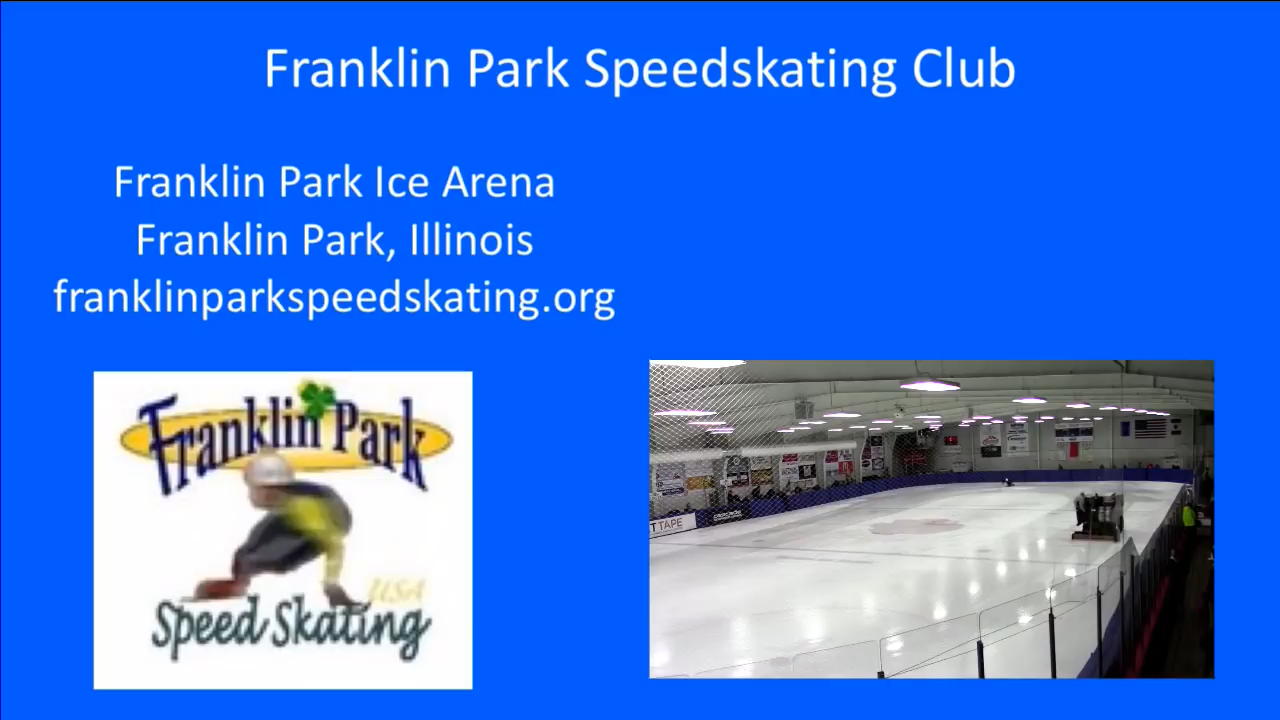 Franklin Park Speedskating Club
Franklin Park Ice Arena
Franklin Park, Illinois
franklinparkspeedskating.org
Franklin Park
USA
Speed Skating
TAPE